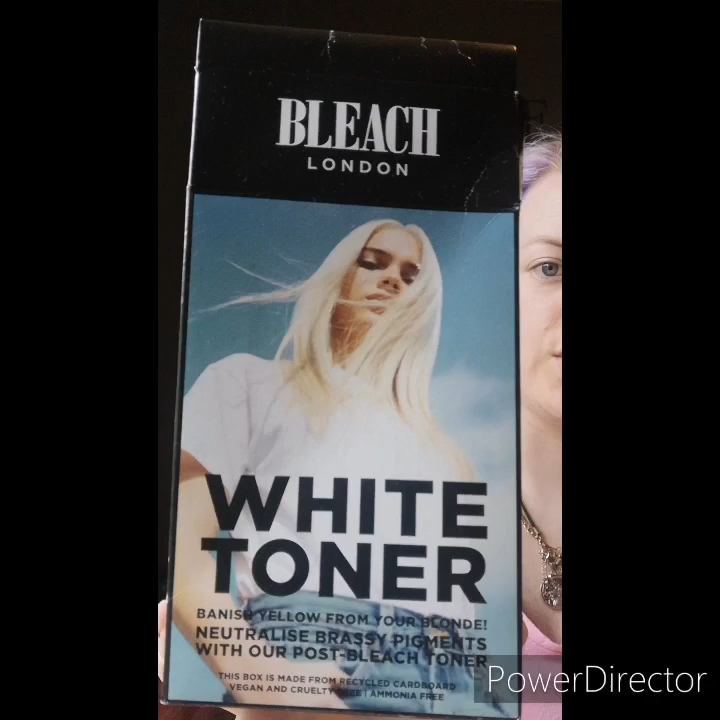 BLEACH
LONDON
WHITE
TONER
BANISH YELLOW FROM YOUR BLONDE!
NEUTRALISE BRASSY PIGMENTS
WITH OUR POST-BLEACH TONER
THIS BOX IS MADE FROM RECYCLED CARDBOARD
VEGAN AND CRUELTY FREE | AMMONIA FREE
PowerDirector